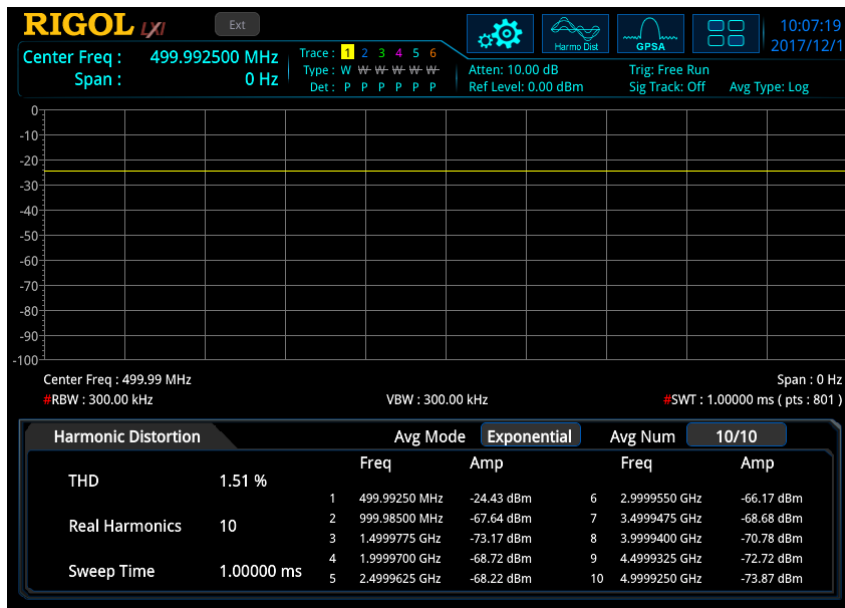 RIGOL LXI Ext
Harmo Dist GPSA 10:07:19
2017/12/1
Center Freq : 499.992500 MHz
Span : 0 Hz
Trace : 1 2 3 4 5 6
Type : W W W W W W
Det : P P P P P P
Atten: 10.00 dB
Ref Level: 0.00 dBm
Trig: Free Run
Sig Track: Off Avg Type: Log
0
-10
-20
-30
-40
-50
-60
-70
-80
-90
-100
Center Freq : 499.99 MHz Span : 0 Hz
#RBW : 300.00 kHz VBW : 300.00 kHz #SWT : 1.00000 ms ( pts : 801 )
Harmonic Distortion Avg Mode Exponential Avg Num 10/10
THD 1.51 %
Real Harmonics 10
Sweep Time 1.00000 ms
Freq Amp Freq Amp
1 499.99250 MHz -24.43 dBm 6 2.9999550 GHz -66.17 dBm
2 999.98500 MHz -67.64 dBm 7 3.4999475 GHz -68.68 dBm
3 1.4999775 GHz -73.17 dBm 8 3.9999400 GHz -70.78 dBm
4 1.9999700 GHz -68.72 dBm 9 4.4999325 GHz -72.72 dBm
5 2.4999625 GHz -68.22 dBm 10 4.9999250 GHz -73.87 dBm